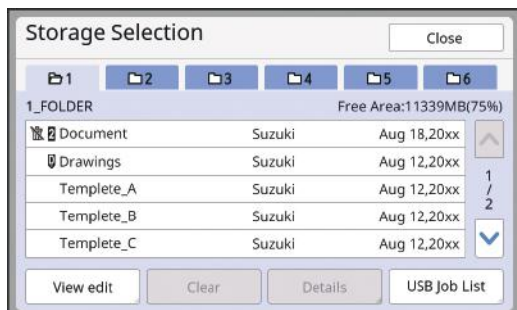 Storage Selection
Close
1
2
3
4
5
6
1_FOLDER
Free Area:11339MB(75%)
2 Document Suzuki Aug 18,20xx
Drawings Suzuki Aug 12,20xx
Templete_A Suzuki Aug 12,20xx
Templete_B Suzuki Aug 12,20xx
Templete_C Suzuki Aug 12,20xx
1
/
2
View edit
Clear
Details
USB Job List